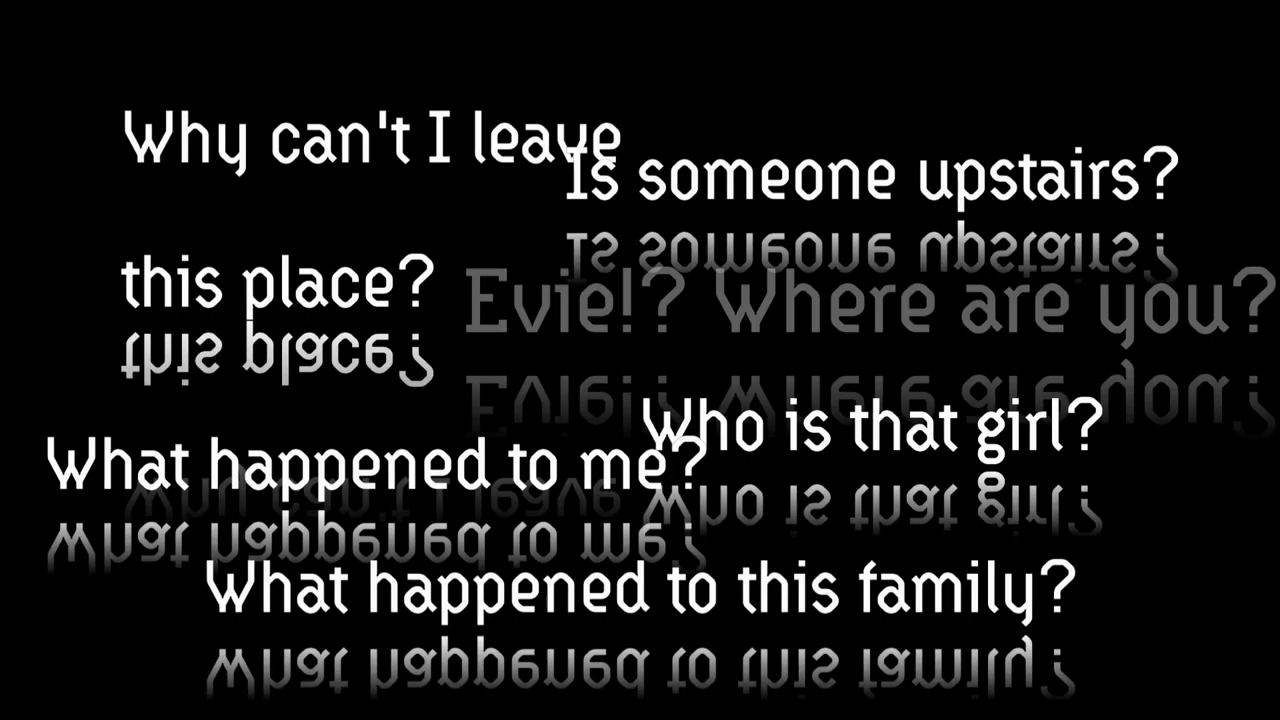 Why can't I leave
this place?
Is someone upstairs?
Evie!? Where are you?
Who is that girl?
What happened to me?
What happened to this family?